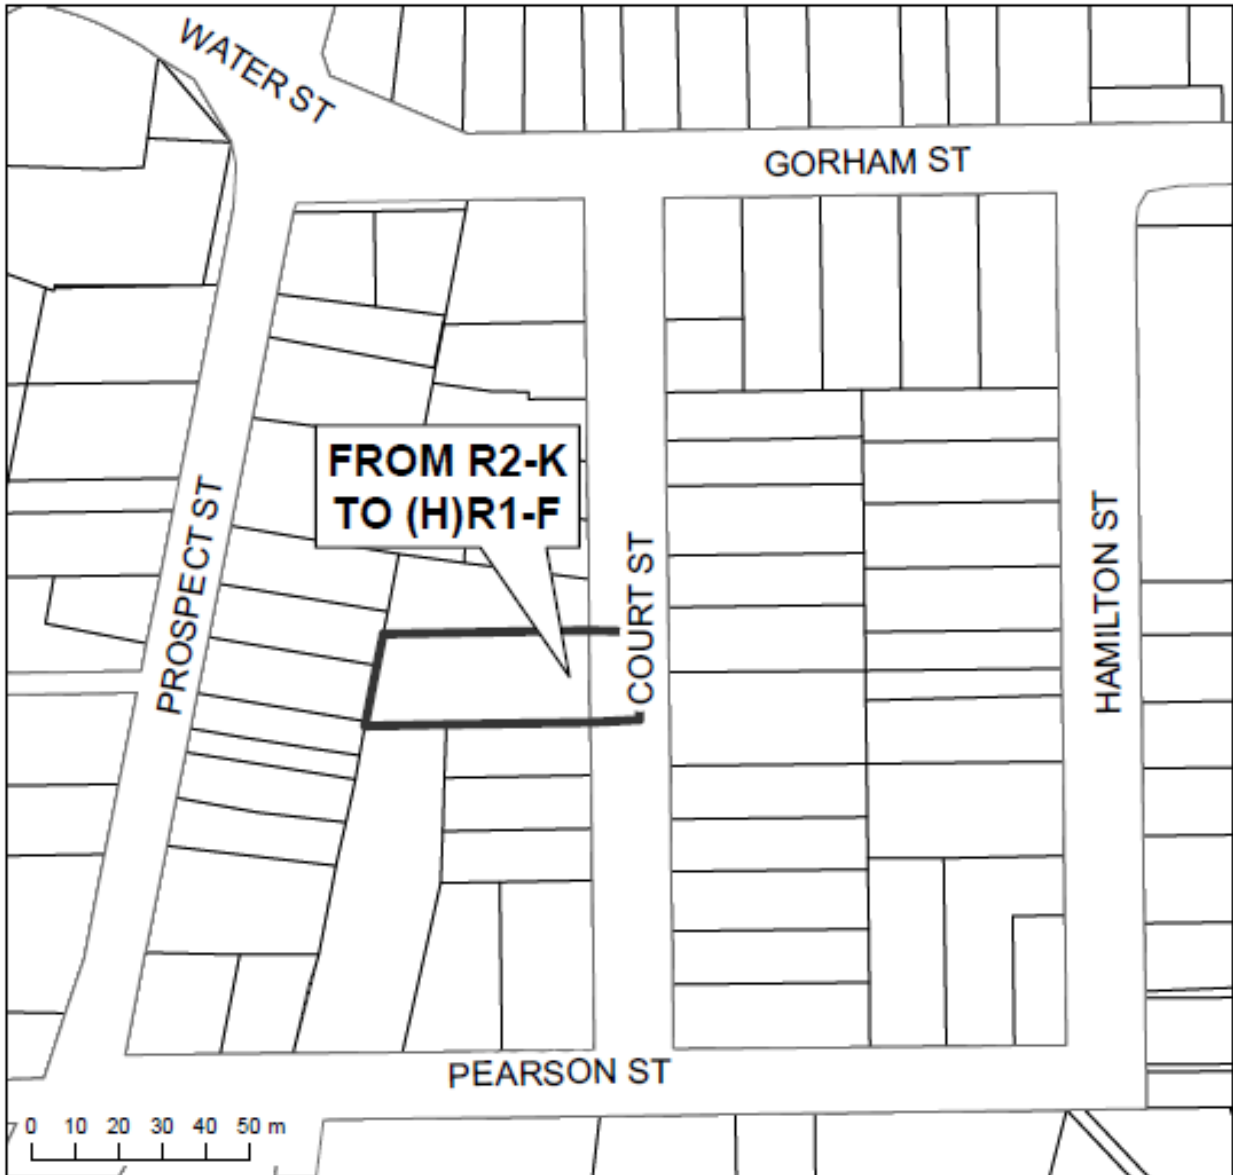 WATER ST
GORHAM ST
FROM R2-K
TO (H)R1-F
PROSPECT ST
COURT ST
HAMILTON ST
PEARSON ST
0 10 20 30 40 50 m